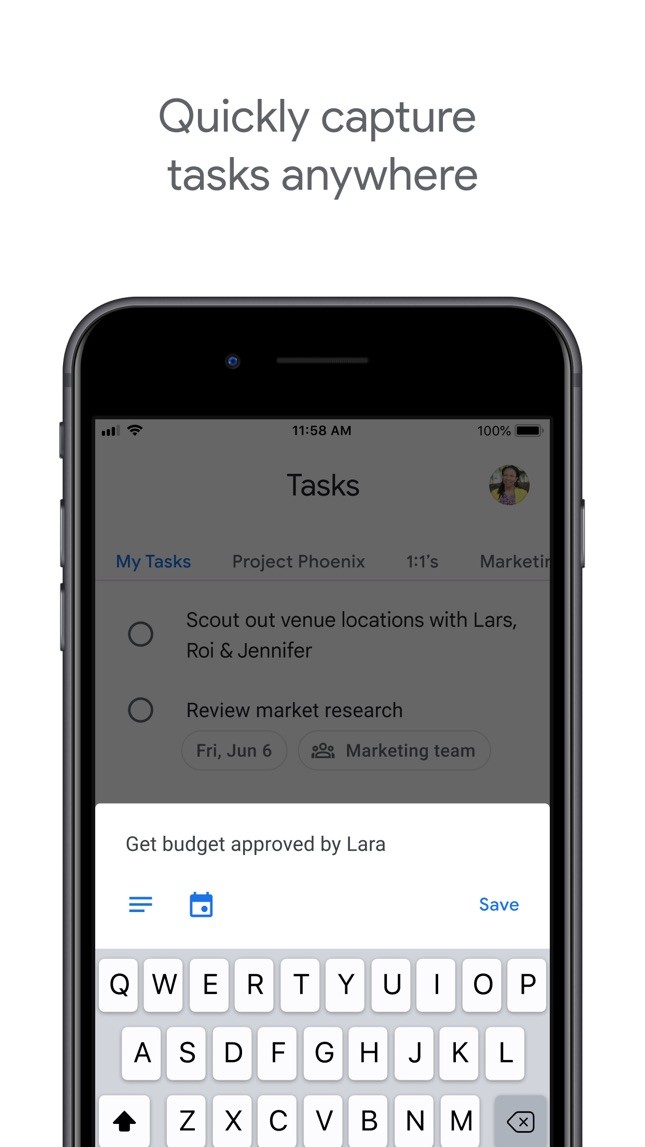 Quickly capture
tasks anywhere
11:58 AM
100%
Tasks
My Tasks Project Phoenix 1:1's Marketin
Scout out venue locations with Lars,
Roi & Jennifer
Review market research
Fri, Jun 6 Marketing team
Get budget approved by Lara
Save
Q W E R T Y U I O P
A S D F G H J K L
Z X C V B N M